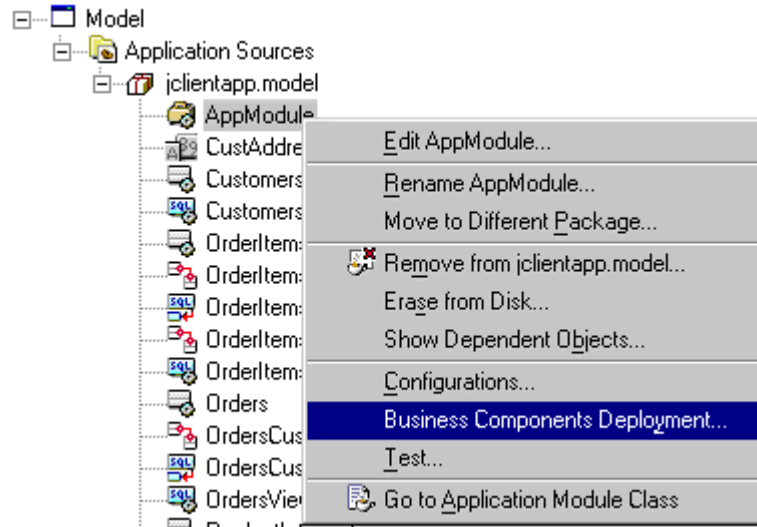 Model
Application Sources
jclientapp.model
AppModule
CustAddre
Customers
Customers
OrderItem
OrderItem
OrderItem
OrderItem
OrderItem
Orders
OrdersCus
OrdersCus
OrdersVie
Edit AppModule...
Rename AppModule...
Move to Different Package...
Remove from jclientapp.model...
Erase from Disk...
Show Dependent Objects...
Configurations...
Business Components Deployment...
Test...
Go to Application Module Class